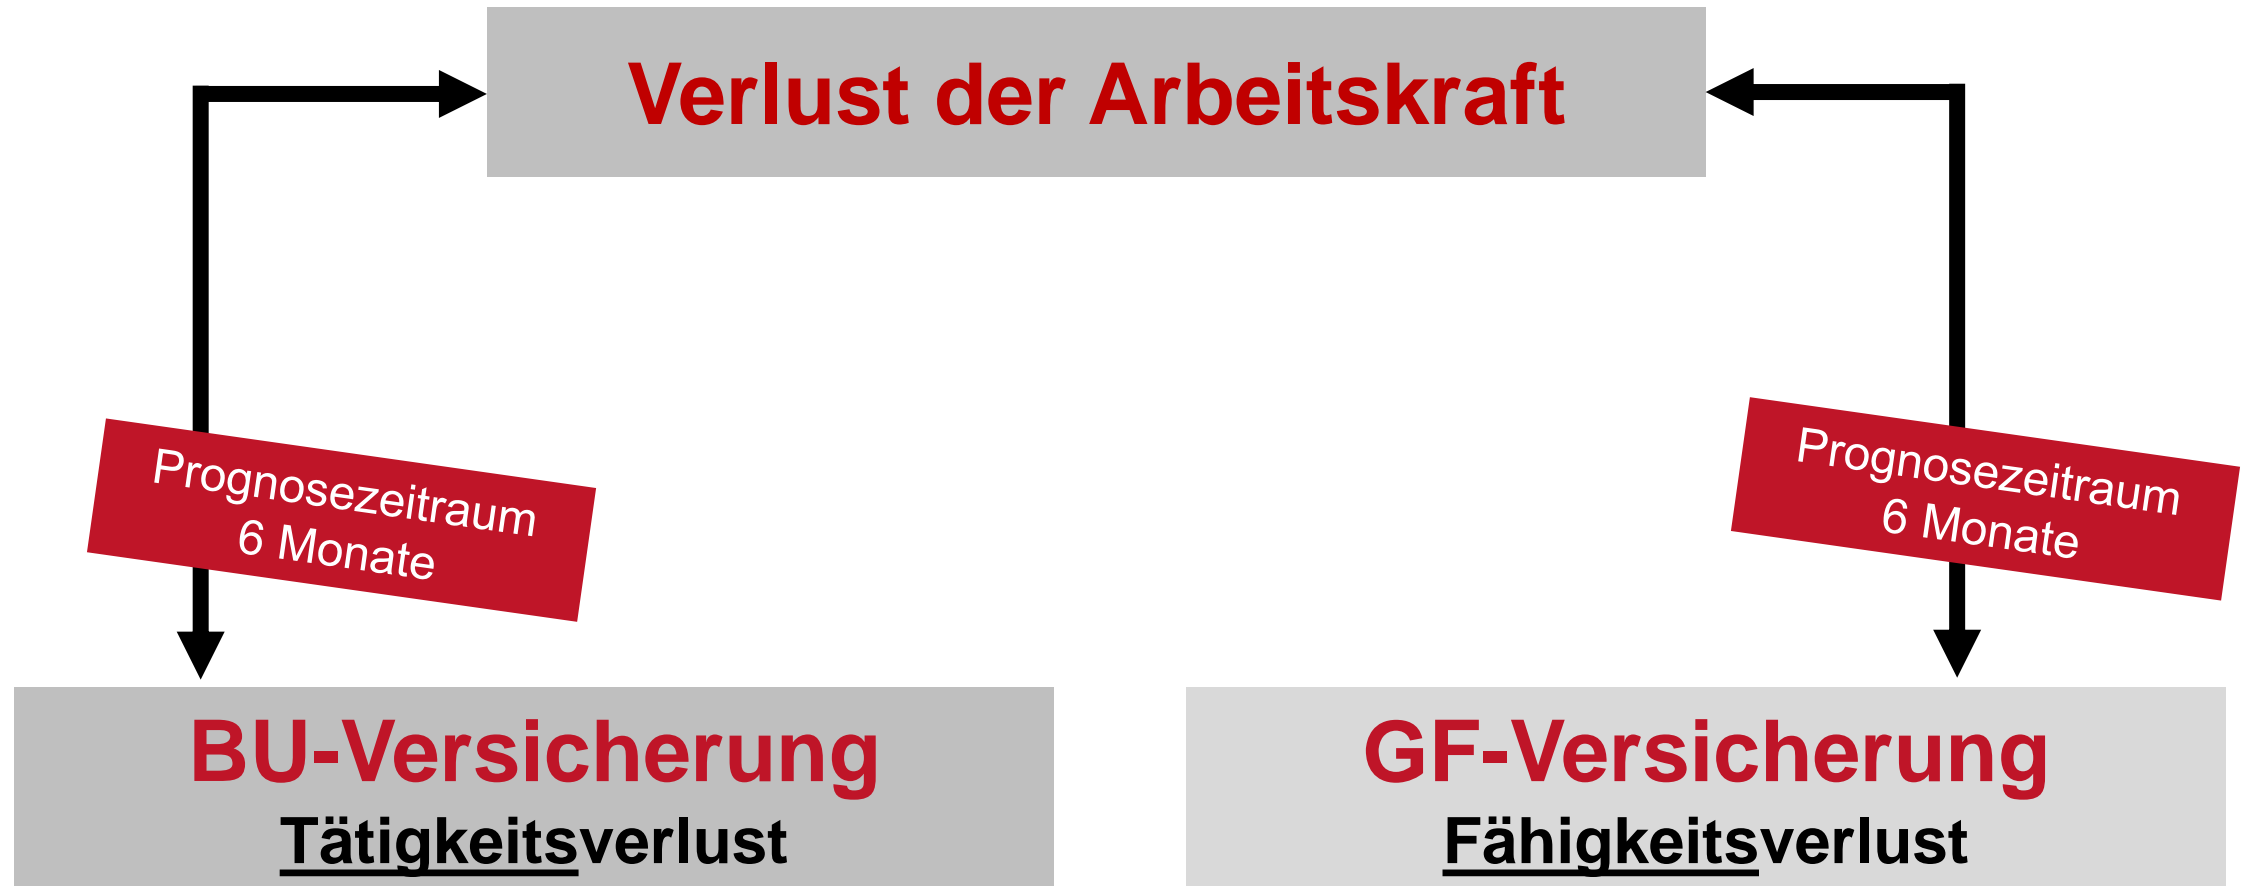 Verlust der Arbeitskraft
Prognosezeitraum
6 Monate
Prognosezeitraum
6 Monate
BU-Versicherung
Tätigkeitsverlust
GF-Versicherung
Fähigkeitsverlust